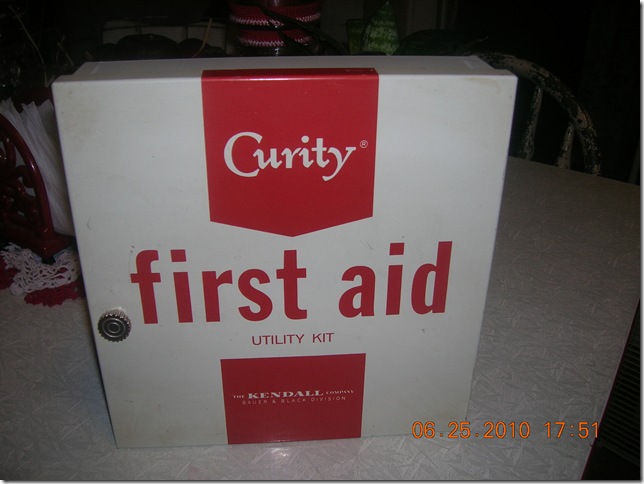 Curity®
first aid
UTILITY KIT
THE KENDALL COMPANY
BAUER & BLACK DIVISION
06.25.2010 17:51